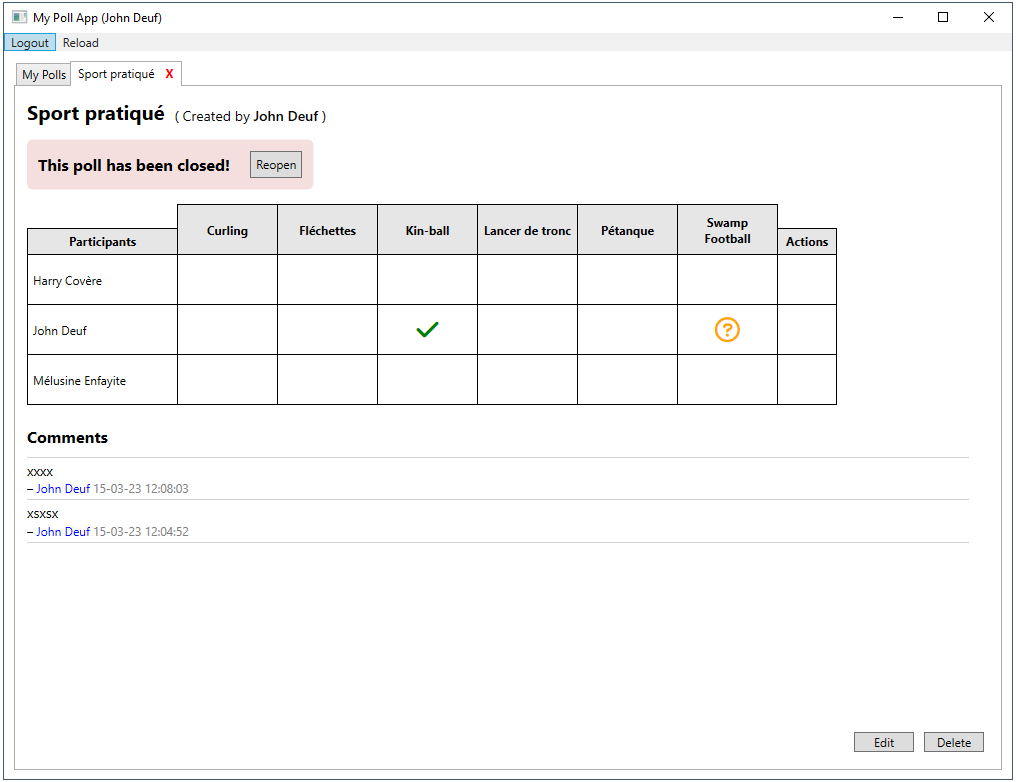 My Poll App (John Deuf)
Logout Reload
My Polls Sport pratiqué X
Sport pratiqué ( Created by John Deuf )
This poll has been closed! Reopen
Participants Curling Fléchettes Kin-ball Lancer de tronc Pétanque Swamp Football Actions
Harry Covère
John Deuf ?
Mélusine Enfayite
Comments
xxxx
– John Deuf 15-03-23 12:08:03
xsxsx
– John Deuf 15-03-23 12:04:52
Edit Delete